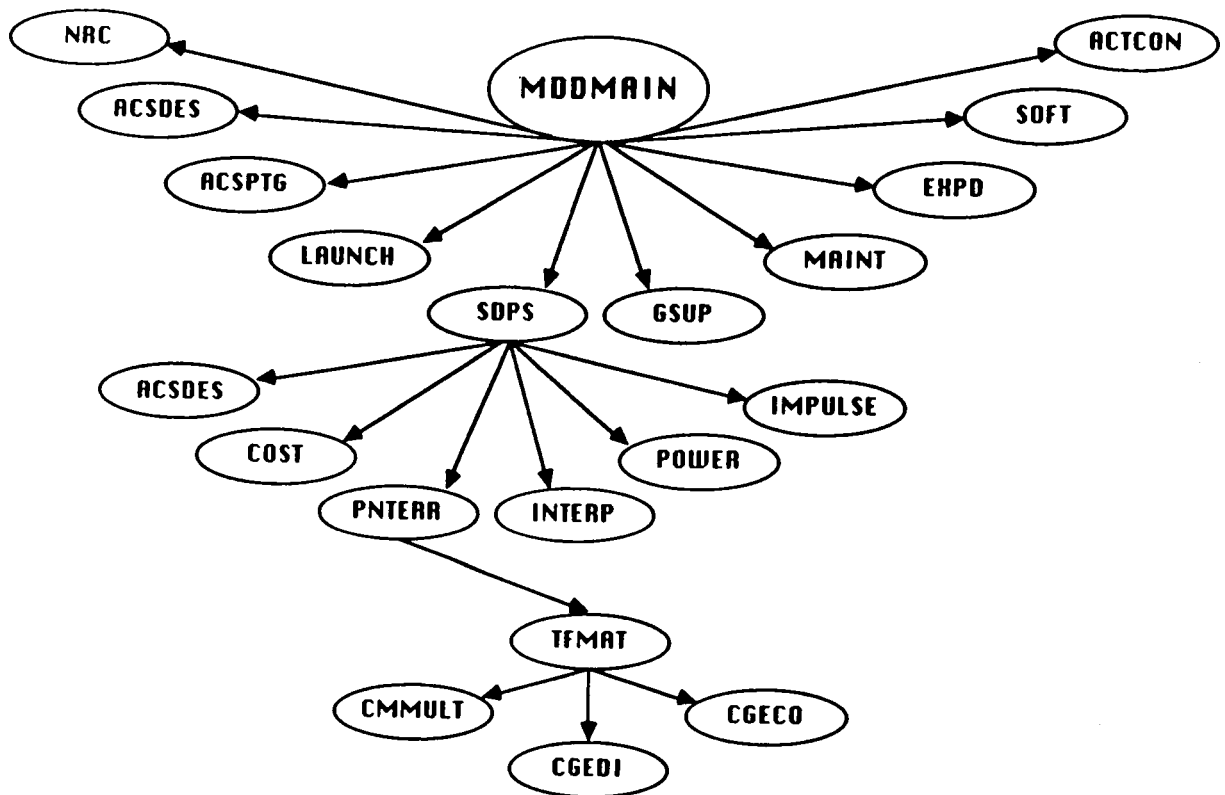 NRC
MDDMAIN
ACTCON
ACSDES
SOFT
ACSPTG
EXPD
LAUNCH
MAINT
SDPS
GSUP
ACSDES
IMPULSE
COST
POWER
PNTERR
INTERP
TFMAT
CMMULT
CGECO
CGEDI